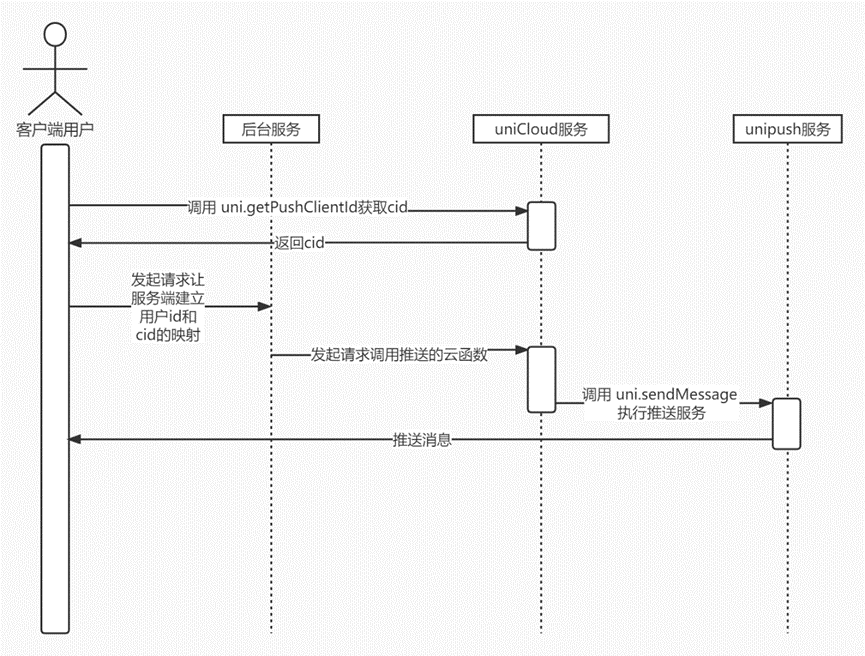 客户端用户
后台服务
uniCloud服务
unipush服务
调用 uni.getPushClientId获取cid
返回cid
发起请求让
服务端建立
用户id和
cid的映射
发起请求调用推送的云函数
调用 uni.sendMessage
执行推送服务
推送消息